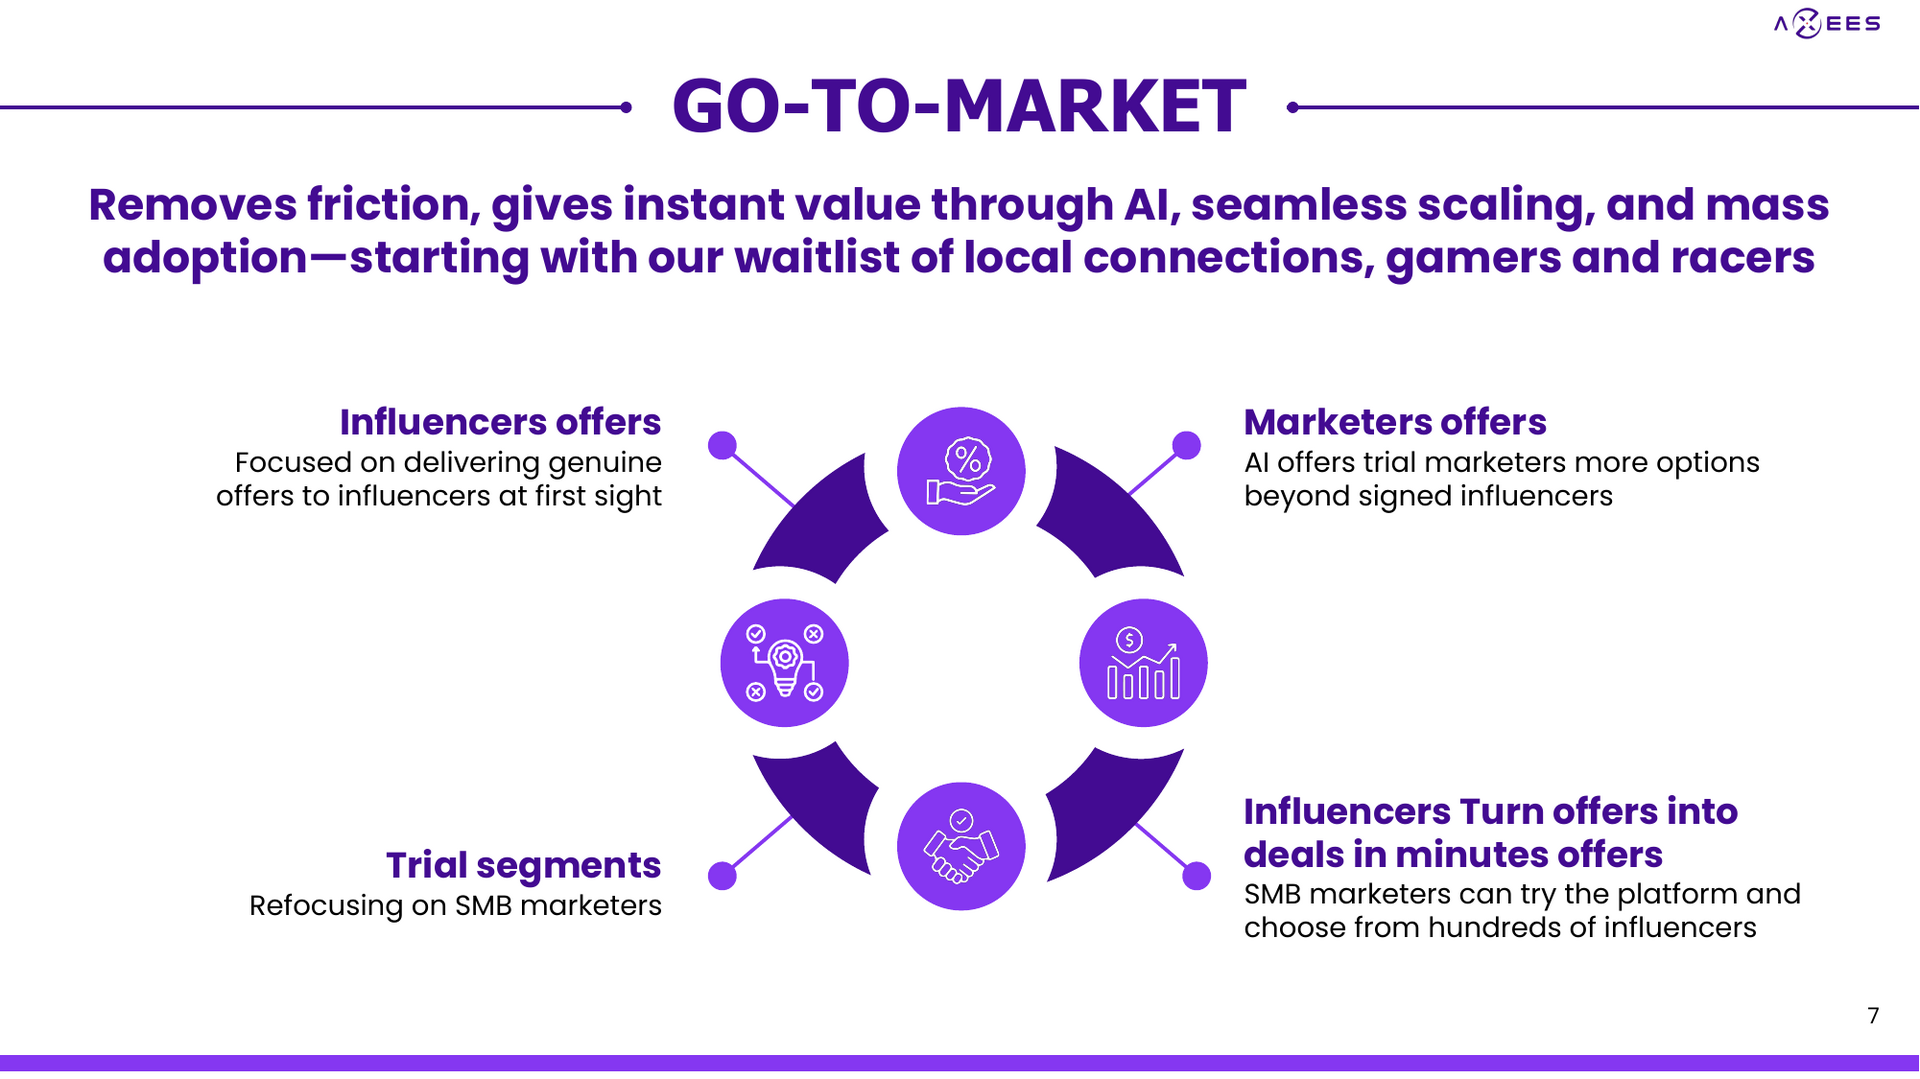 AXEES
GO-TO-MARKET
Removes friction, gives instant value through AI, seamless scaling, and mass
adoption—starting with our waitlist of local connections, gamers and racers
Influencers offers
Focused on delivering genuine
offers to influencers at first sight
Marketers offers
AI offers trial marketers more options
beyond signed influencers
%
$
Trial segments
Refocusing on SMB marketers
Influencers Turn offers into
deals in minutes offers
SMB marketers can try the platform and
choose from hundreds of influencers
7